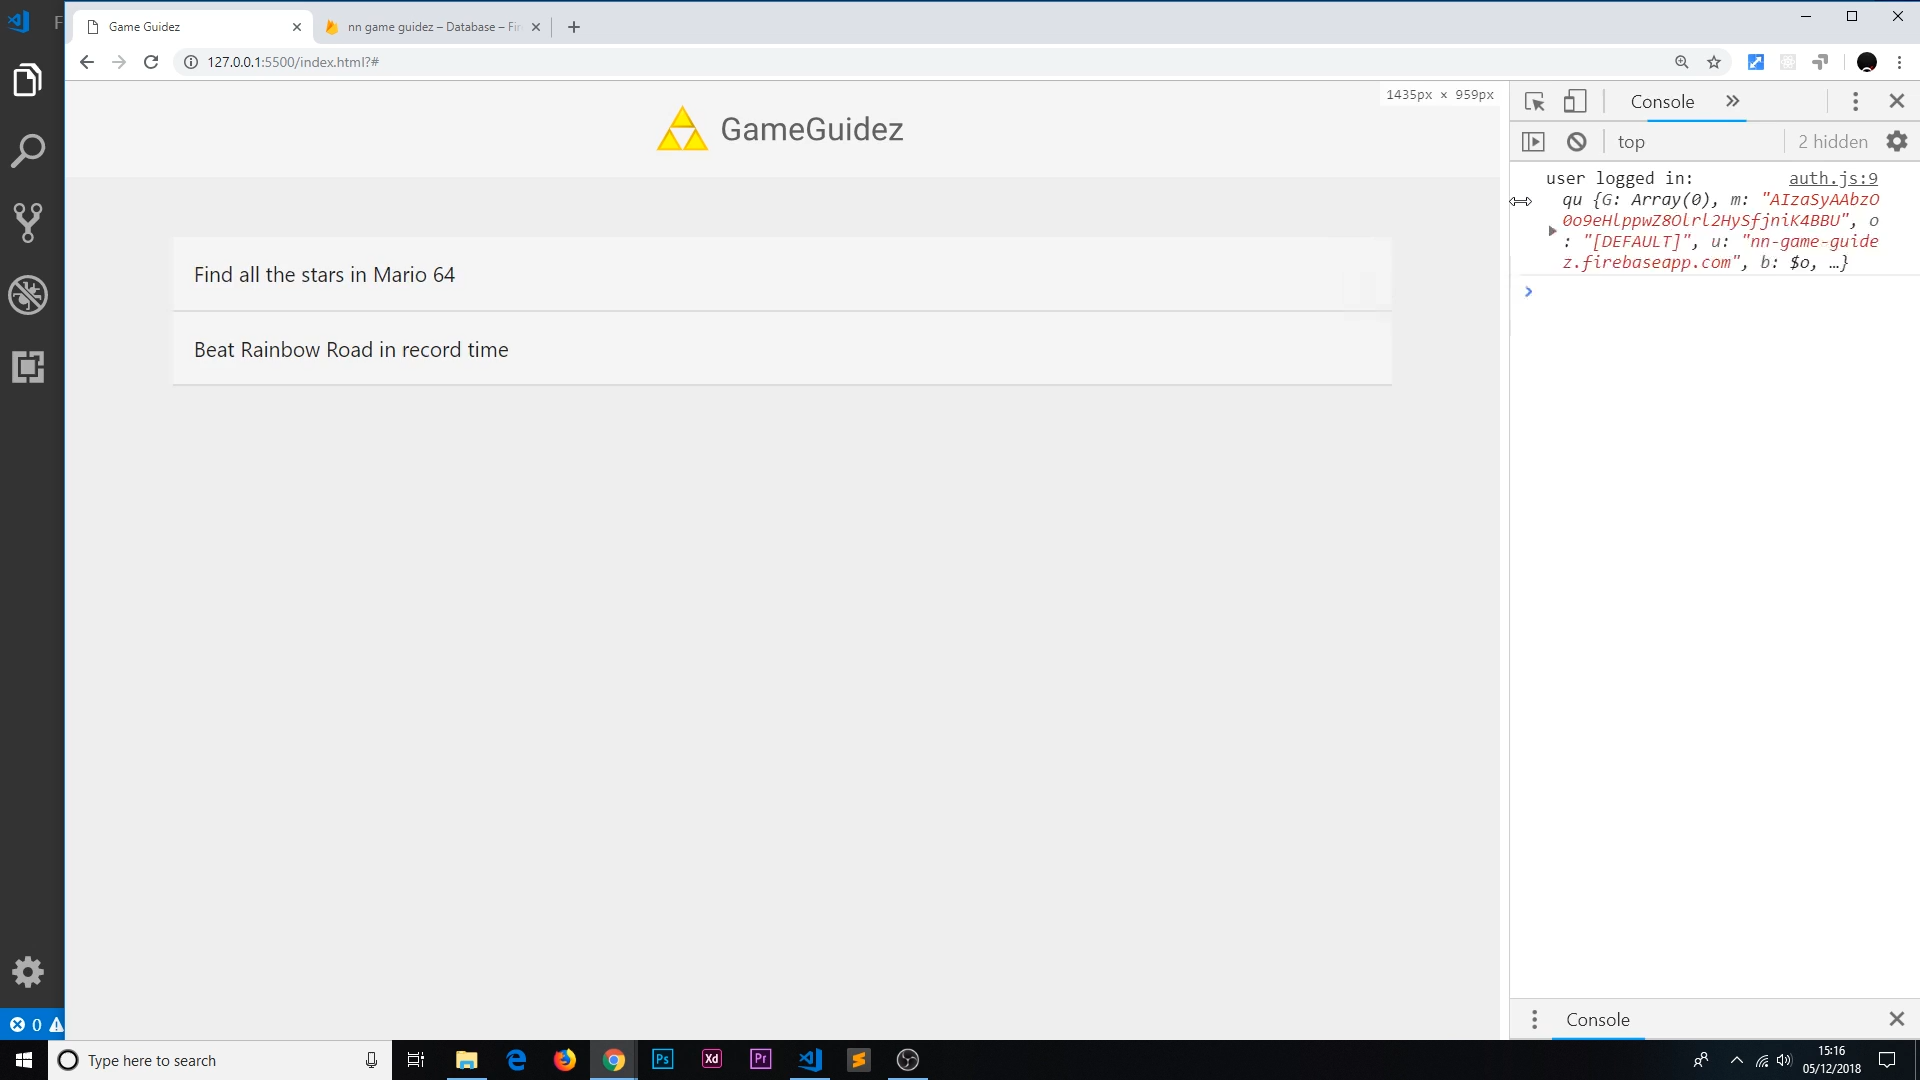 F
Game Guidez
nn game guidez – Database – Fir
127.0.0.1:5500/index.html?#
1435px × 959px
GameGuidez
Find all the stars in Mario 64
Beat Rainbow Road in record time
Console
top
2 hidden
user logged in:
auth.js:9
qu {G: Array(0), m: "AIzaSyAAbzO
0o9eHlppwZ8Olrl2HySfjniK4BBU", o
: "[DEFAULT]", u: "nn-game-guide
z.firebaseapp.com", b: $o, …}
Console
0
Type here to search
Ps
Xd
Pr
15:16
05/12/2018